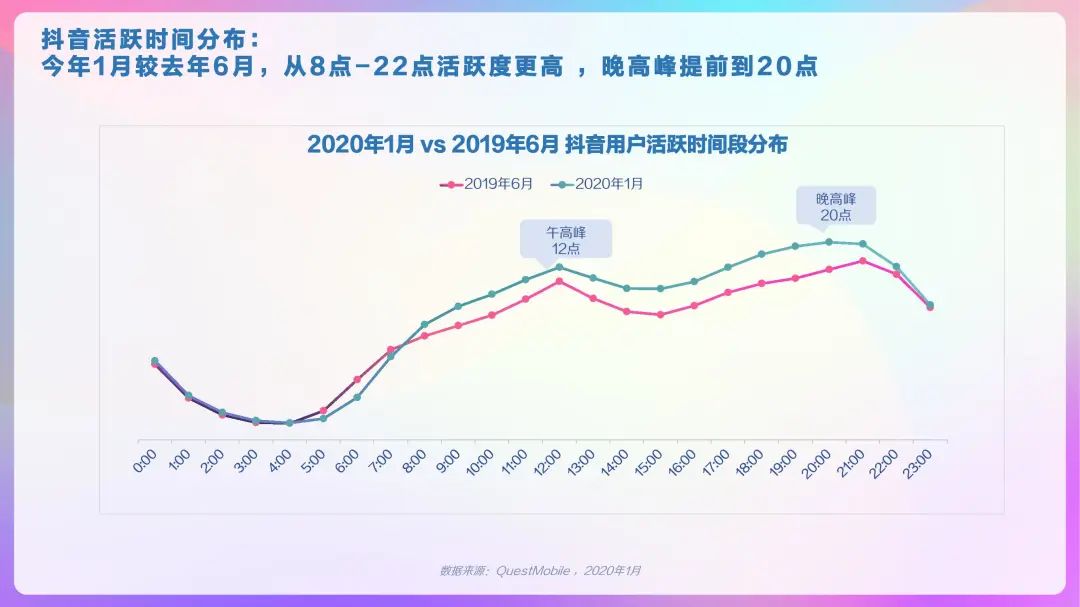 抖音活跃时间分布：
今年1月较去年6月，从8点-22点活跃度更高 ，晚高峰提前到20点
2020年1月 vs 2019年6月 抖音用户活跃时间段分布
2019年6月 2020年1月
晚高峰
20点
午高峰
12点
0:00 1:00 2:00 3:00 4:00 5:00 6:00 7:00 8:00 9:00 10:00 11:00 12:00 13:00 14:00 15:00 16:00 17:00 18:00 19:00 20:00 21:00 22:00 23:00
数据来源：QuestMobile ，2020年1月